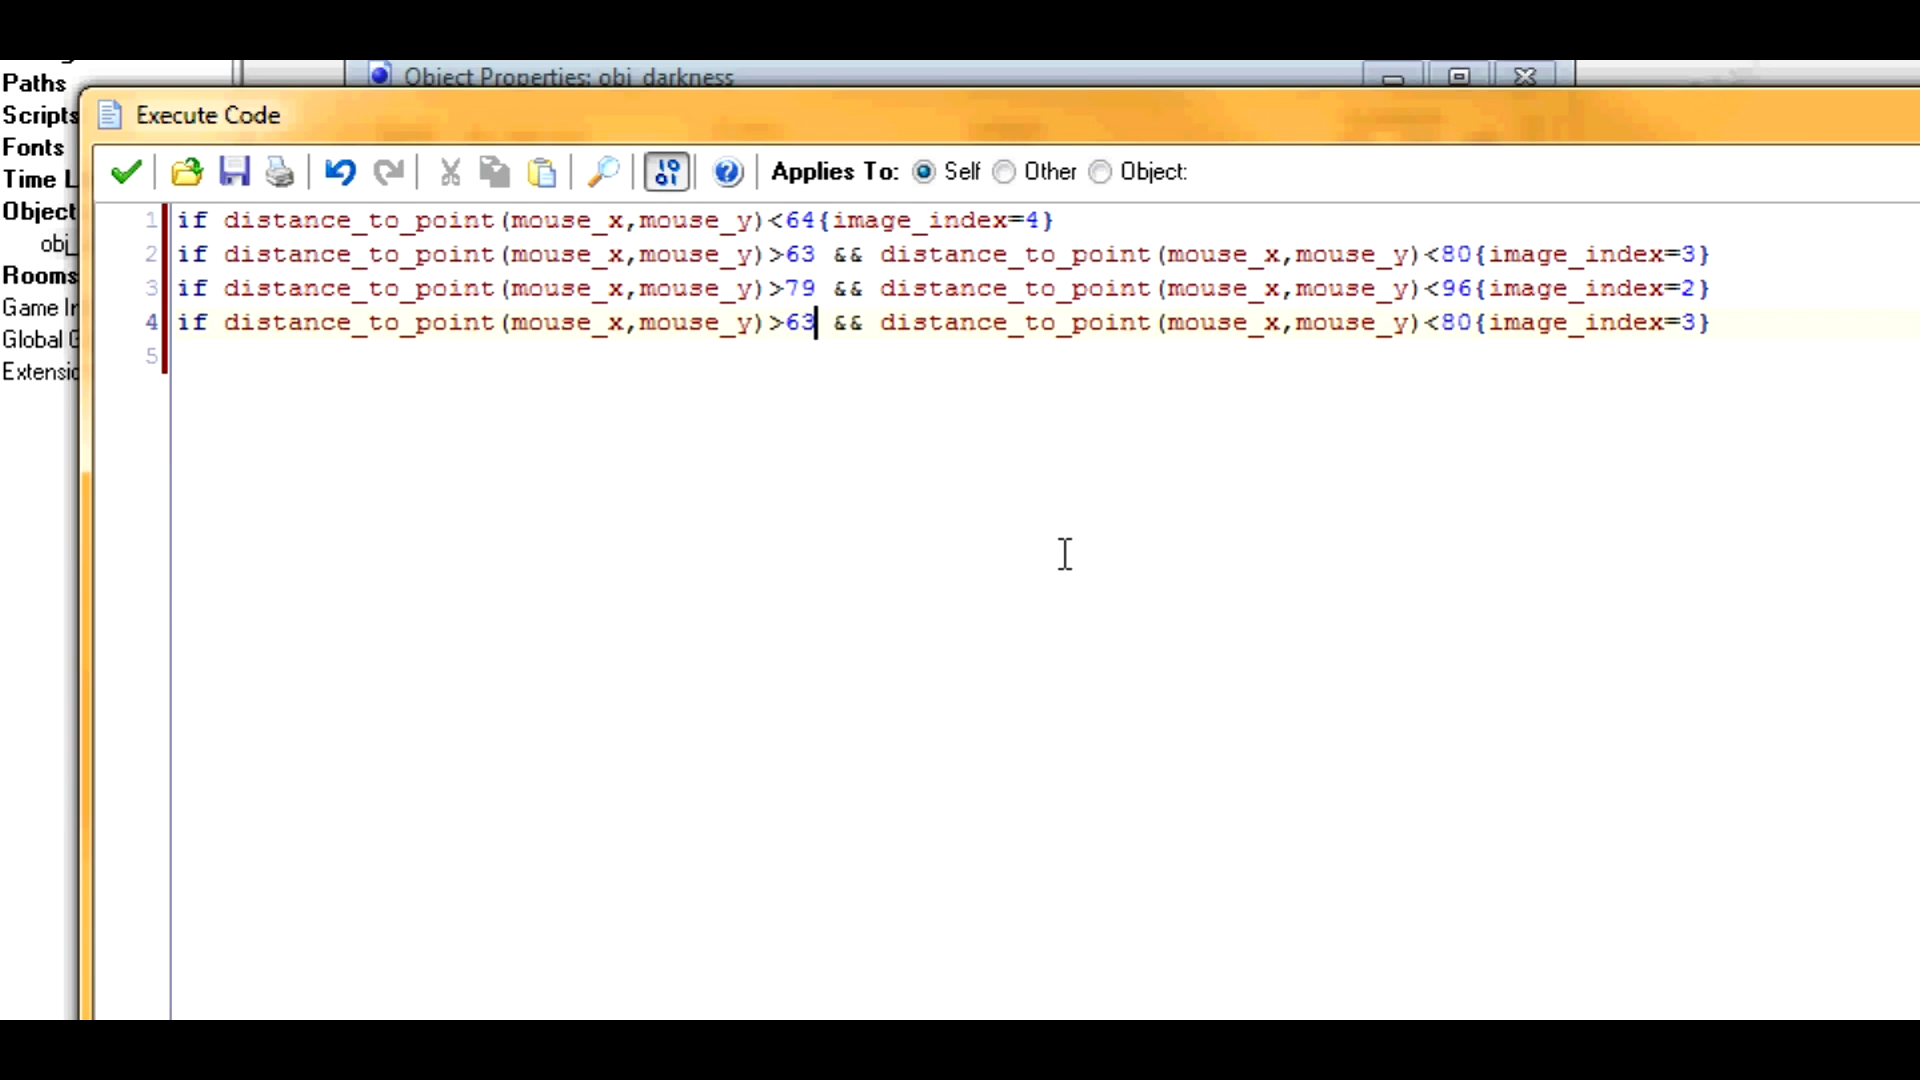 Object Properties: obj_darkness
Paths
Execute Code
Scripts
Fonts
Applies To: Self Other Object:
Time L
Object
1 if distance_to_point(mouse_x,mouse_y)<64{image_index=4}
obj_
2 if distance_to_point(mouse_x,mouse_y)>63 && distance_to_point(mouse_x,mouse_y)<80{image_index=3}
Rooms
3 if distance_to_point(mouse_x,mouse_y)>79 && distance_to_point(mouse_x,mouse_y)<96{image_index=2}
Game In
4 if distance_to_point(mouse_x,mouse_y)>63 && distance_to_point(mouse_x,mouse_y)<80{image_index=3}
Global G
5
Extensio